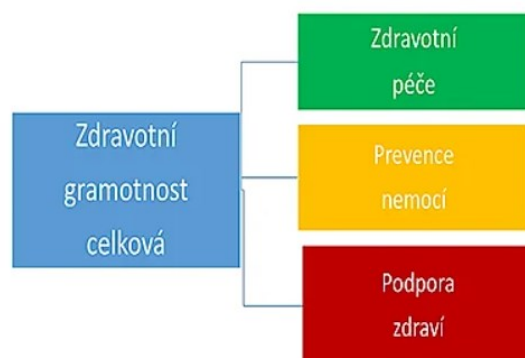 Zdravotní
gramotnost
celková
Zdravotní
péče
Prevence
nemocí
Podpora
zdraví